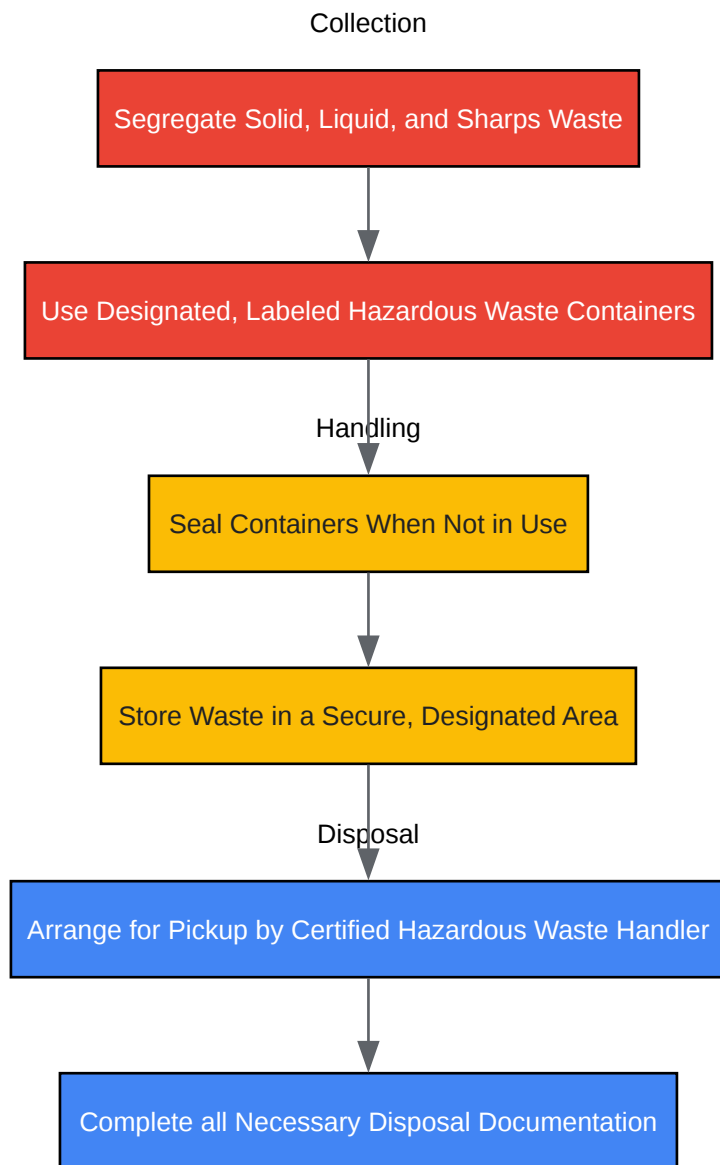 Collection
Segregate Solid, Liquid, and Sharps Waste
Use Designated, Labeled Hazardous Waste Containers
Handling
Seal Containers When Not in Use
Store Waste in a Secure, Designated Area
Disposal
Arrange for Pickup by Certified Hazardous Waste Handler
Complete all Necessary Disposal Documentation